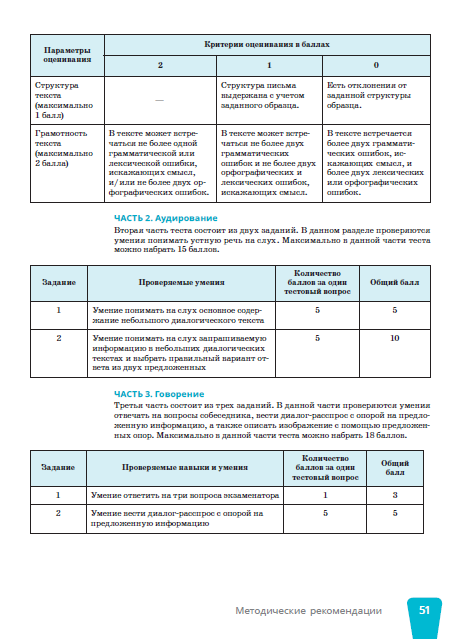 Параметры оценивания
Критерии оценивания в баллах
2
1
0
Структура
текста
(максимально
1 балл)
—
Структура письма
выдержана с учетом
заданного образца.
Есть отклонения от
заданной структуры
образца.
Грамотность
текста
(максимально
2 балла)
В тексте может встре-
чаться не более одной
грамматической или
лексической ошибки,
искажающих смысл,
и/или не более двух ор-
фографических ошибок.
В тексте может встре-
чаться не более двух
грамматических
ошибок и не более двух
орфографических и
лексических ошибок,
искажающих смысл.
В тексте встречается
более двух граммати-
ческих ошибок, ис-
кажающих смысл, и
более двух лексических
или орфографических
ошибок.
ЧАСТЬ 2. Аудирование
Вторая часть теста состоит из двух заданий. В данном разделе проверяются
умения понимать устную речь на слух. Максимально в данной части теста
можно набрать 15 баллов.
Задание
Проверяемые умения
Количество
баллов за один
тестовый вопрос
Общий балл
1
Умение понимать на слух основное содер-
жание небольшого диалогического текста
5
5
2
Умение понимать на слух запрашиваемую
информацию в небольших диалогических
текстах и выбрать правильный вариант от-
вета из двух предложенных
5
10
ЧАСТЬ 3. Говорение
Третья часть состоит из трех заданий. В данной части проверяются умения
отвечать на вопросы собеседника, вести диалог-расспрос с опорой на предло-
женную информацию, а также описать изображение с помощью предложен-
ных опор. Максимально в данной части теста можно набрать 18 баллов.
Задание
Проверяемые навыки и умения
Количество
баллов за один
тестовый вопрос
Общий
балл
1
Умение ответить на три вопроса экзаменатора
1
3
2
Умение вести диалог-расспрос с опорой на
предложенную информацию
5
5
Методические рекомендации
51